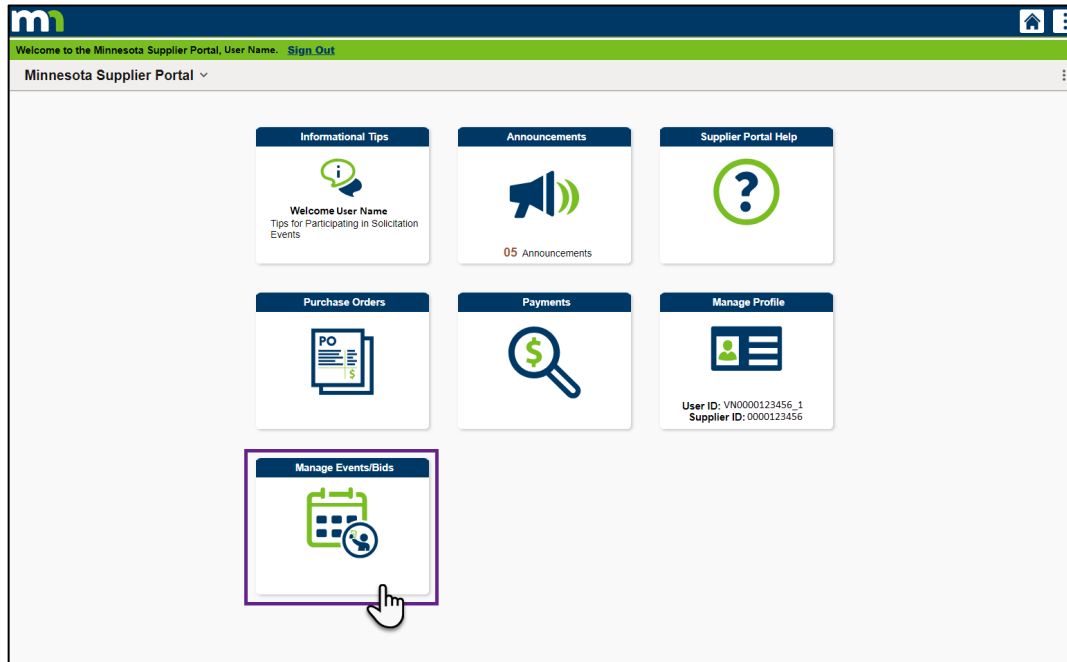 mn
Welcome to the Minnesota Supplier Portal, User Name. Sign Out
Minnesota Supplier Portal
Informational Tips
Welcome User Name
Tips for Participating in Solicitation
Events
Announcements
05 Announcements
Supplier Portal Help
?
Purchase Orders
PO
$
Payments
$
Manage Profile
User ID: VN0000123456_1
Supplier ID: 0000123456
Manage Events/Bids